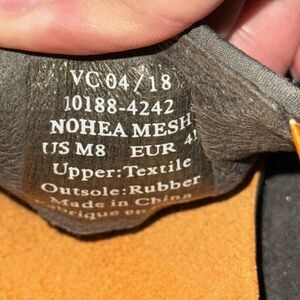 VC 04/18
10188-4242
NOHEA MESH
US M8 EUR 41
Upper:Textile
Outsole:Rubber
Made in China